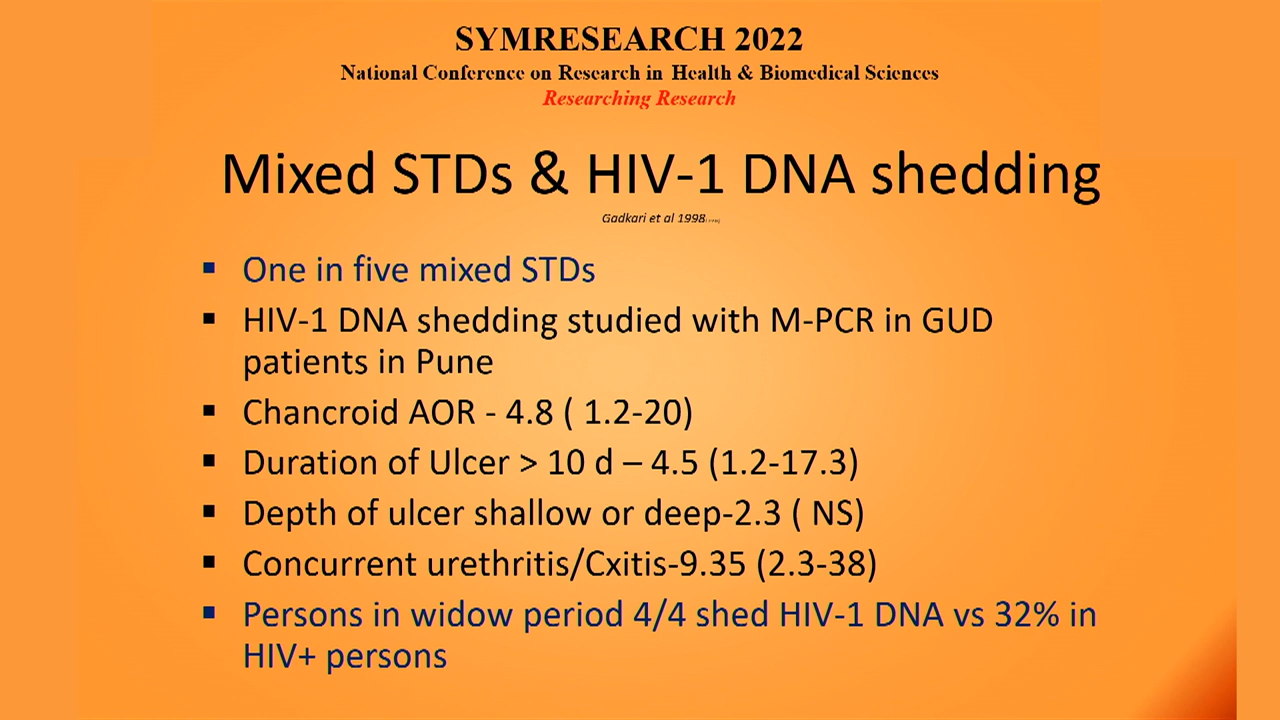 SYMRESEARCH 2022
National Conference on Research in Health & Biomedical Sciences
Researching Research
Mixed STDs & HIV-1 DNA shedding
Gadkari et al 1998
▪ One in five mixed STDs
▪ HIV-1 DNA shedding studied with M-PCR in GUD
patients in Pune
▪ Chancroid AOR - 4.8 ( 1.2-20)
▪ Duration of Ulcer > 10 d – 4.5 (1.2-17.3)
▪ Depth of ulcer shallow or deep-2.3 ( NS)
▪ Concurrent urethritis/Cxitis-9.35 (2.3-38)
▪ Persons in widow period 4/4 shed HIV-1 DNA vs 32% in
HIV+ persons